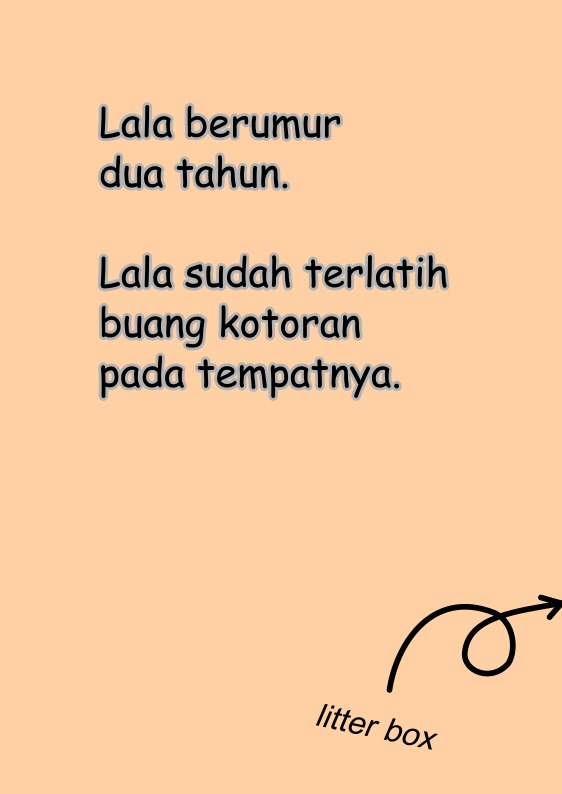 Lala berumur
dua tahun.
Lala sudah terlatih
buang kotoran
pada tempatnya.
litter box